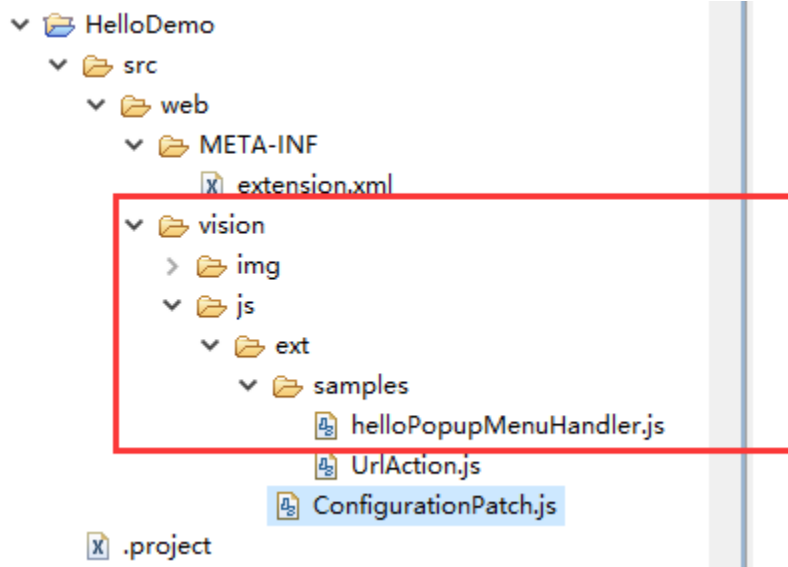 HelloDemo
src
web
META-INF
extension.xml
vision
img
js
ext
samples
helloPopupMenuHandler.js
UrlAction.js
ConfigurationPatch.js
.project